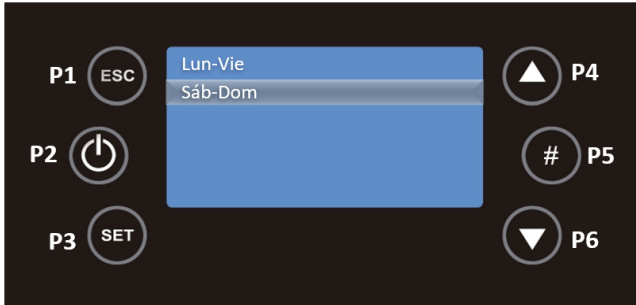 P1 ESC
P2
P3 SET
Lun-Vie
Sáb-Dom
P4
# P5
P6